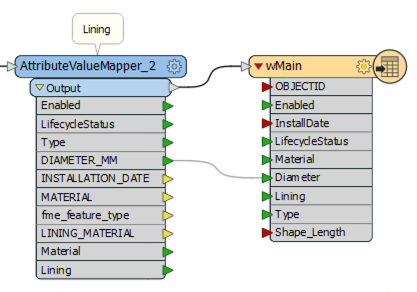 Lining
AttributeValueMapper_2
Output
Enabled
LifecycleStatus
Type
DIAMETER_MM
INSTALLATION_DATE
MATERIAL
fme_feature_type
LINING_MATERIAL
Material
Lining
wMain
OBJECTID
Enabled
InstallDate
LifecycleStatus
Material
Diameter
Lining
Type
Shape_Length